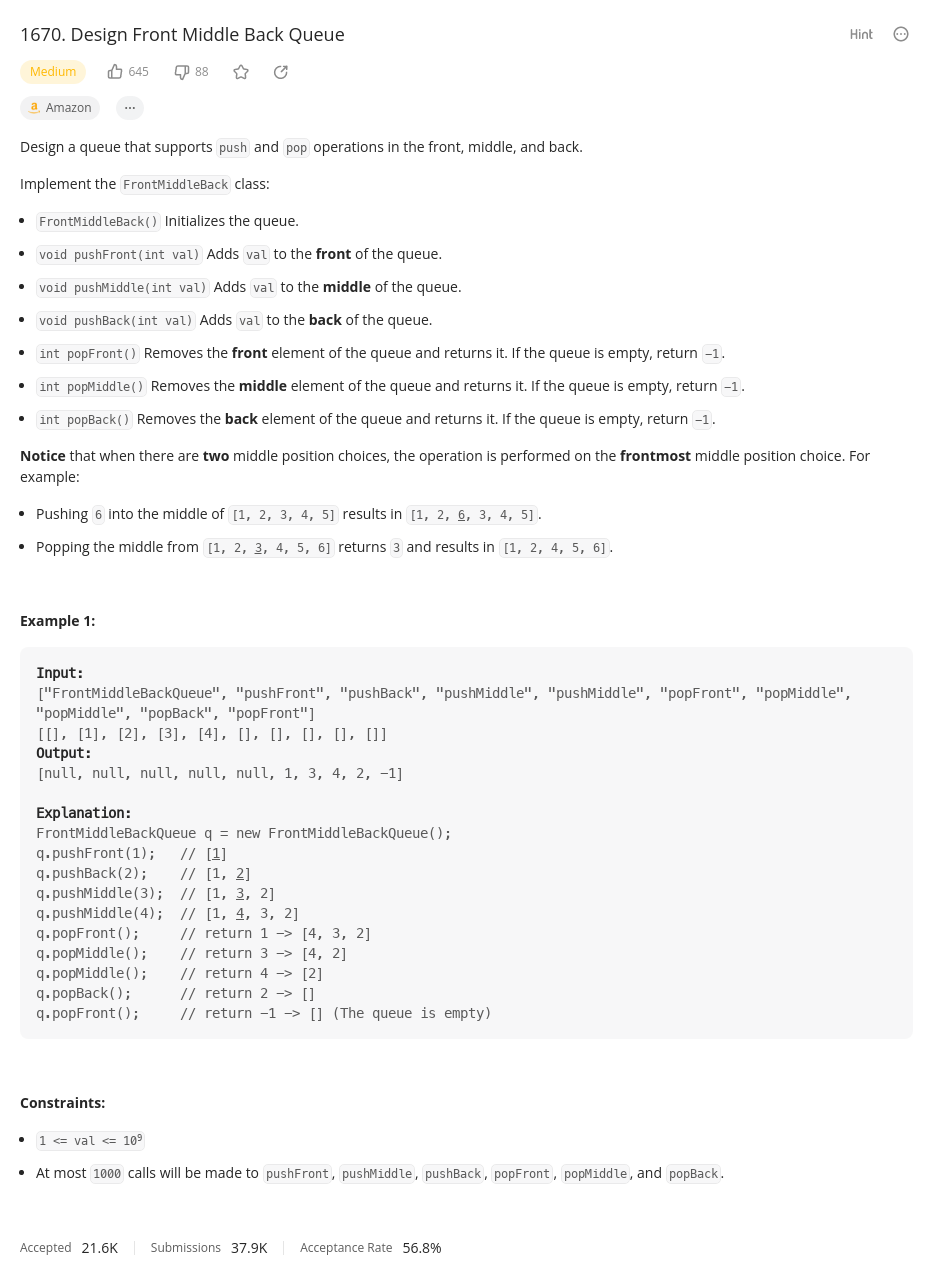 1670. Design Front Middle Back Queue
Hint
Medium
645
88
Amazon
Design a queue that supports push and pop operations in the front, middle, and back.
Implement the FrontMiddleBack class:
• FrontMiddleBack() Initializes the queue.
• void pushFront(int val) Adds val to the front of the queue.
• void pushMiddle(int val) Adds val to the middle of the queue.
• void pushBack(int val) Adds val to the back of the queue.
• int popFront() Removes the front element of the queue and returns it. If the queue is empty, return -1.
• int popMiddle() Removes the middle element of the queue and returns it. If the queue is empty, return -1.
• int popBack() Removes the back element of the queue and returns it. If the queue is empty, return -1.
Notice that when there are two middle position choices, the operation is performed on the frontmost middle position choice. For
example:
• Pushing 6 into the middle of [1, 2, 3, 4, 5] results in [1, 2, 6, 3, 4, 5].
• Popping the middle from [1, 2, 3, 4, 5, 6] returns 3 and results in [1, 2, 4, 5, 6].
Example 1:
Input:
["FrontMiddleBackQueue", "pushFront", "pushBack", "pushMiddle", "pushMiddle", "popFront", "popMiddle",
"popMiddle", "popBack", "popFront"]
[[], [1], [2], [3], [4], [], [], [], [], []]
Output:
[null, null, null, null, null, 1, 3, 4, 2, -1]
Explanation:
FrontMiddleBackQueue q = new FrontMiddleBackQueue();
q.pushFront(1);   // [1]
q.pushBack(2);    // [1, 2]
q.pushMiddle(3);  // [1, 3, 2]
q.pushMiddle(4);  // [1, 4, 3, 2]
q.popFront();     // return 1 -> [4, 3, 2]
q.popMiddle();    // return 3 -> [4, 2]
q.popMiddle();    // return 4 -> [2]
q.popBack();      // return 2 -> []
q.popFront();     // return -1 -> [] (The queue is empty)
Constraints:
• 1 <= val <= 10⁹
• At most 1000 calls will be made to pushFront, pushMiddle, pushBack, popFront, popMiddle, and popBack.
Accepted 21.6K Submissions 37.9K Acceptance Rate 56.8%